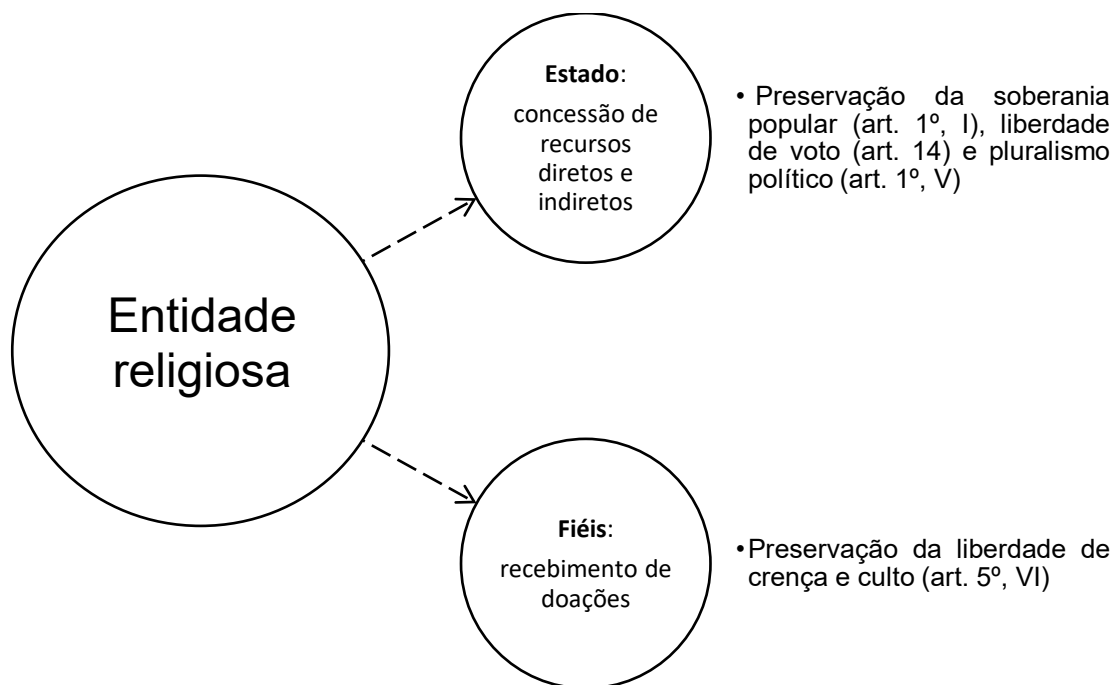 Estado:
concessão de
recursos
diretos e
indiretos
• Preservação da soberania
popular (art. 1º, I), liberdade
de voto (art. 14) e pluralismo
político (art. 1º, V)
Entidade
religiosa
Fiéis:
recebimento de
doações
•Preservação da liberdade de
crença e culto (art. 5º, VI)